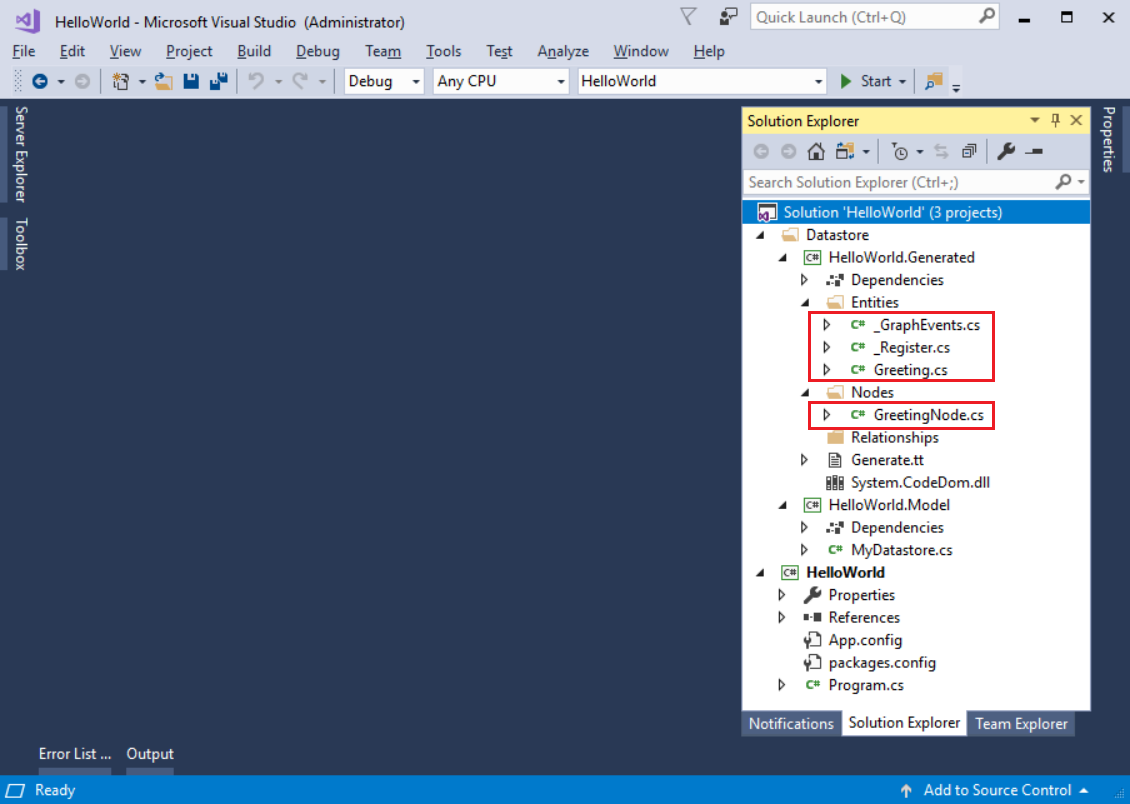 HelloWorld - Microsoft Visual Studio (Administrator)
Quick Launch (Ctrl+Q)
File Edit View Project Build Debug Team Tools Test Analyze Window Help
Debug Any CPU HelloWorld Start
Server Explorer
Toolbox
Solution Explorer
Search Solution Explorer (Ctrl+;)
Solution 'HelloWorld' (3 projects)
Datastore
C# HelloWorld.Generated
Dependencies
Entities
C# _GraphEvents.cs
C# _Register.cs
C# Greeting.cs
Nodes
C# GreetingNode.cs
Relationships
Generate.tt
System.CodeDom.dll
C# HelloWorld.Model
Dependencies
C# MyDatastore.cs
C# HelloWorld
Properties
References
App.config
packages.config
C# Program.cs
Notifications Solution Explorer Team Explorer
Properties
Error List ... Output
Ready Add to Source Control